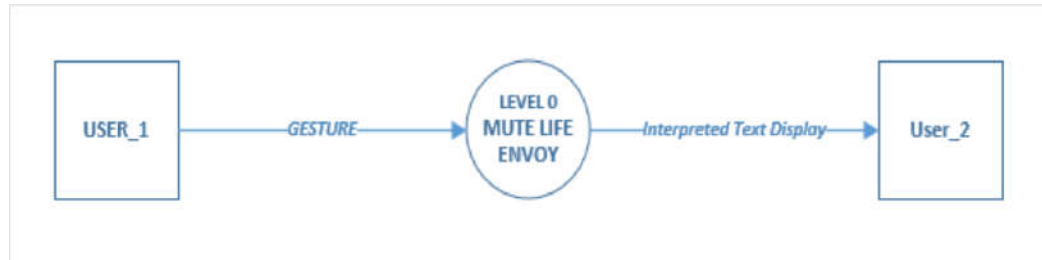 USER_1
GESTURE
LEVEL 0
MUTE LIFE
ENVOY
Interpreted Text Display
User_2